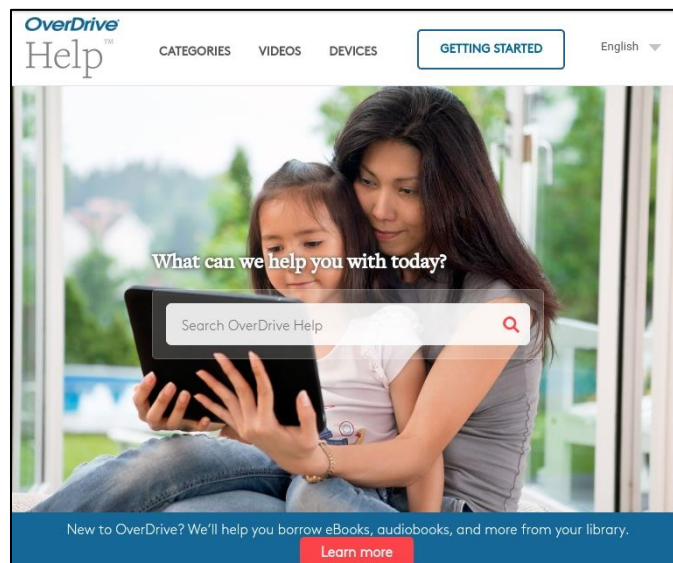 OverDrive
Help™
CATEGORIES VIDEOS DEVICES GETTING STARTED English
What can we help you with today?
Search OverDrive Help
New to OverDrive? We'll help you borrow eBooks, audiobooks, and more from your library.
Learn more